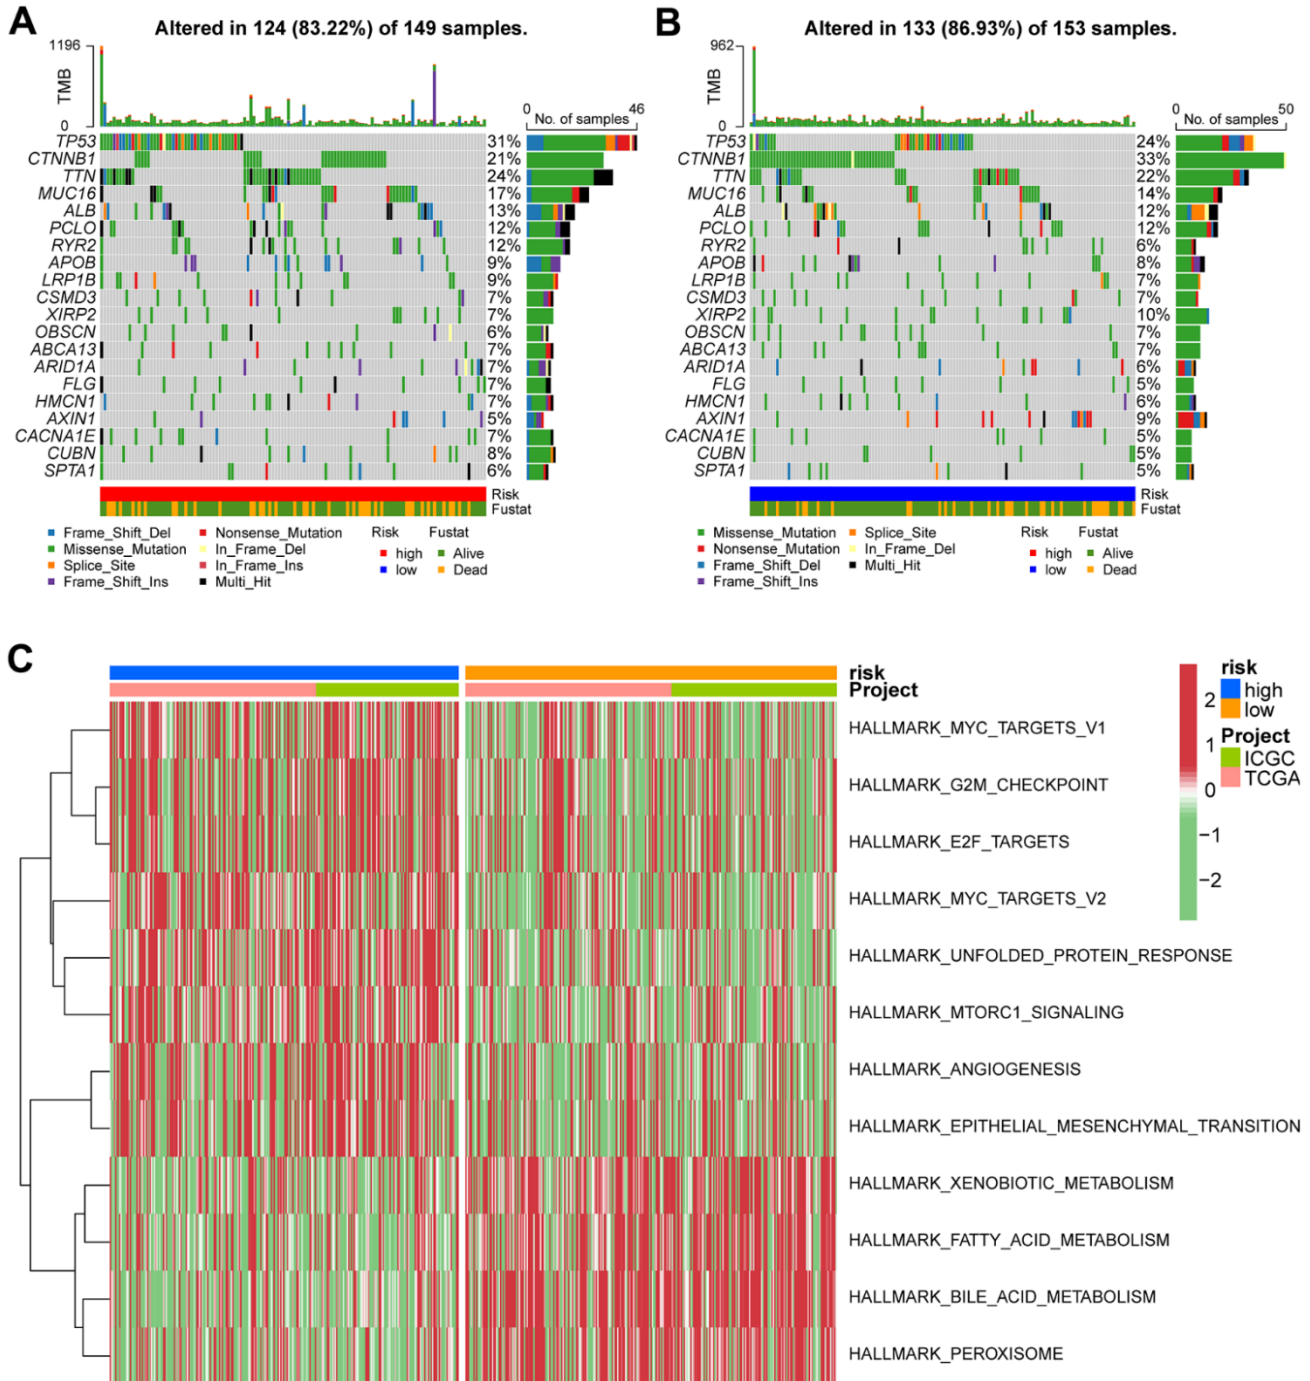 A
Altered in 124 (83.22%) of 149 samples.
1196
TMB
0
0 46
No. of samples
TP53 31%
CTNNB1 21%
TTN 24%
MUC16 17%
ALB 13%
PCLO 12%
RYR2 12%
APOB 9%
LRP1B 9%
CSMD3 7%
XIRP2 7%
OBSCN 6%
ABCA13 7%
ARID1A 7%
FLG 7%
HMCN1 7%
AXIN1 5%
CACNA1E 7%
CUBN 8%
SPTA1 6%
Risk
Fustat
Frame_Shift_Del Nonsense_Mutation Risk Fustat
Missense_Mutation In_Frame_Del high Alive
Splice_Site In_Frame_Ins low Dead
Frame_Shift_Ins Multi_Hit
B
Altered in 133 (86.93%) of 153 samples.
962
TMB
0
0 50
No. of samples
TP53 24%
CTNNB1 33%
TTN 22%
MUC16 14%
ALB 12%
PCLO 12%
RYR2 6%
APOB 8%
LRP1B 7%
CSMD3 7%
XIRP2 10%
OBSCN 7%
ABCA13 7%
ARID1A 6%
FLG 5%
HMCN1 6%
AXIN1 9%
CACNA1E 5%
CUBN 5%
SPTA1 5%
Risk
Fustat
Missense_Mutation Splice_Site Risk Fustat
Nonsense_Mutation In_Frame_Del high Alive
Frame_Shift_Del Multi_Hit low Dead
Frame_Shift_Ins
C
risk
Project
HALLMARK_MYC_TARGETS_V1
HALLMARK_G2M_CHECKPOINT
HALLMARK_E2F_TARGETS
HALLMARK_MYC_TARGETS_V2
HALLMARK_UNFOLDED_PROTEIN_RESPONSE
HALLMARK_MTORC1_SIGNALING
HALLMARK_ANGIOGENESIS
HALLMARK_EPITHELIAL_MESENCHYMAL_TRANSITION
HALLMARK_XENOBIOTIC_METABOLISM
HALLMARK_FATTY_ACID_METABOLISM
HALLMARK_BILE_ACID_METABOLISM
HALLMARK_PEROXISOME
2
1
0
−1
−2
risk
high
low
Project
ICGC
TCGA